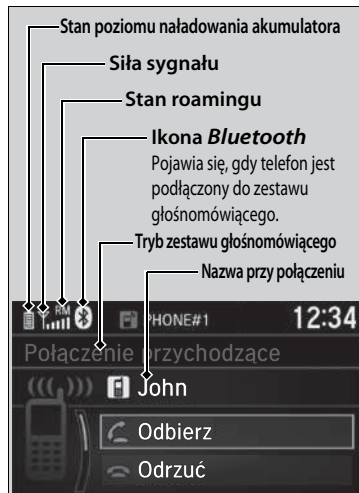 Stan poziomu naładowania akumulatora
Siła sygnału
Stan roamingu
Ikona Bluetooth
Pojawia się, gdy telefon jest
podłączony do zestawu
głośnomówiącego.
Tryb zestawu głośnomówiącego
Nazwa przy połączeniu
RM
PHONE#1 12:34
Połączenie przychodzące
John
Odbierz
Odrzuć